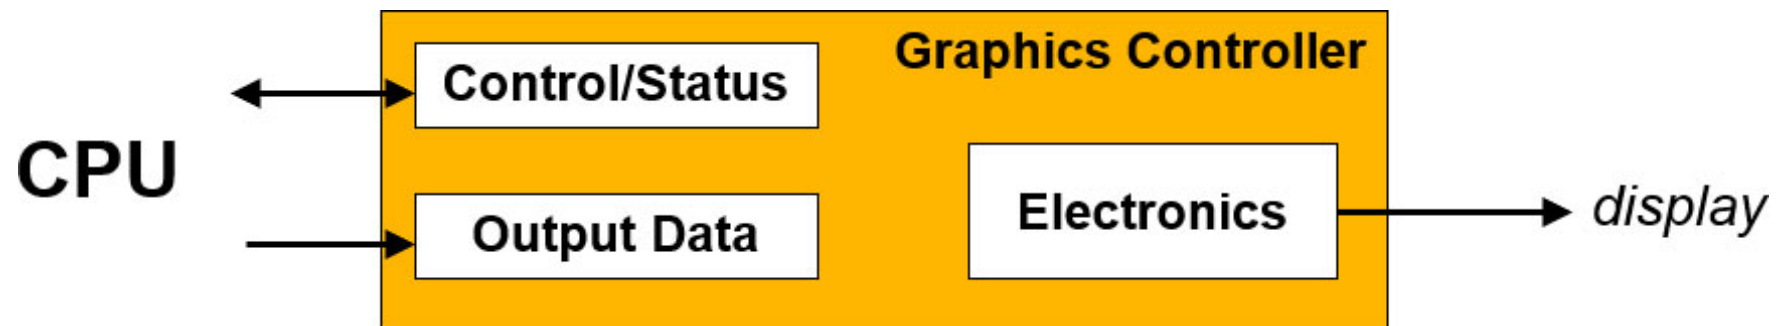 Graphics Controller
Control/Status
CPU
Output Data
Electronics
display